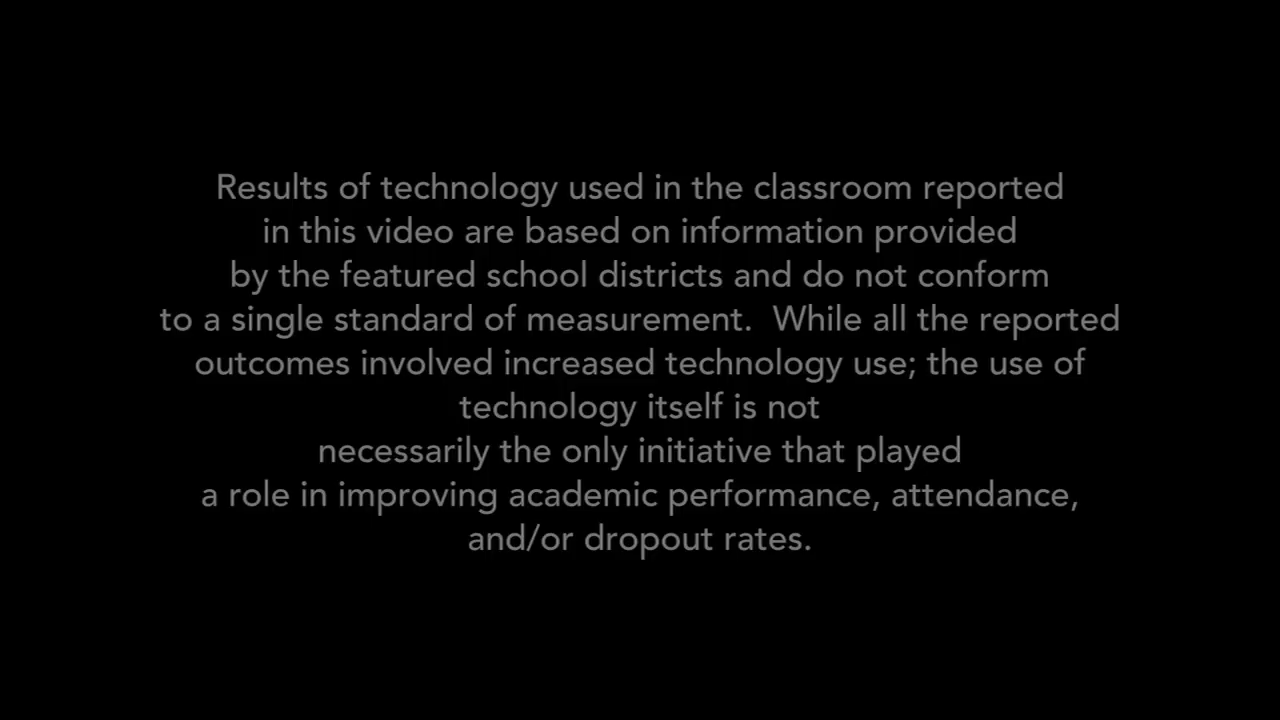 Results of technology used in the classroom reported
in this video are based on information provided
by the featured school districts and do not conform
to a single standard of measurement.  While all the reported
outcomes involved increased technology use; the use of
technology itself is not
necessarily the only initiative that played
a role in improving academic performance, attendance,
and/or dropout rates.